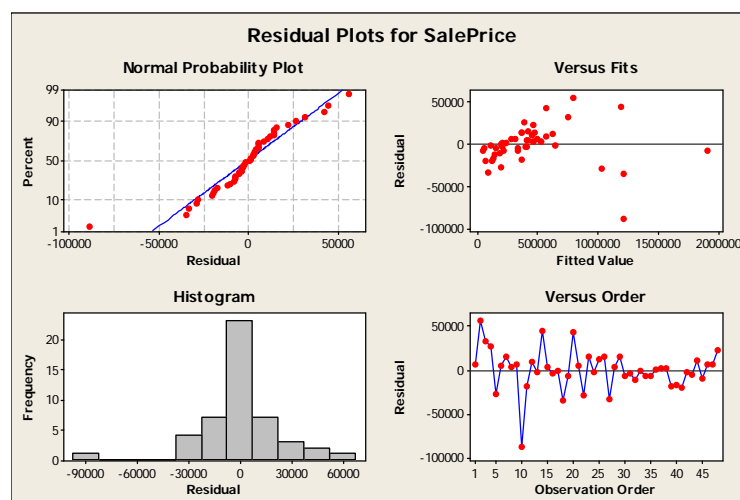 Residual Plots for SalePrice
Normal Probability Plot
99
90
50
10
1
Percent
-100000 -50000 0 50000
Residual
Versus Fits
50000
0
-50000
-100000
Residual
0 500000 1000000 1500000 2000000
Fitted Value
Histogram
20
15
10
5
0
Frequency
-90000 -60000 -30000 0 30000 60000
Residual
Versus Order
50000
0
-50000
-100000
Residual
1 5 10 15 20 25 30 35 40 45
Observation Order